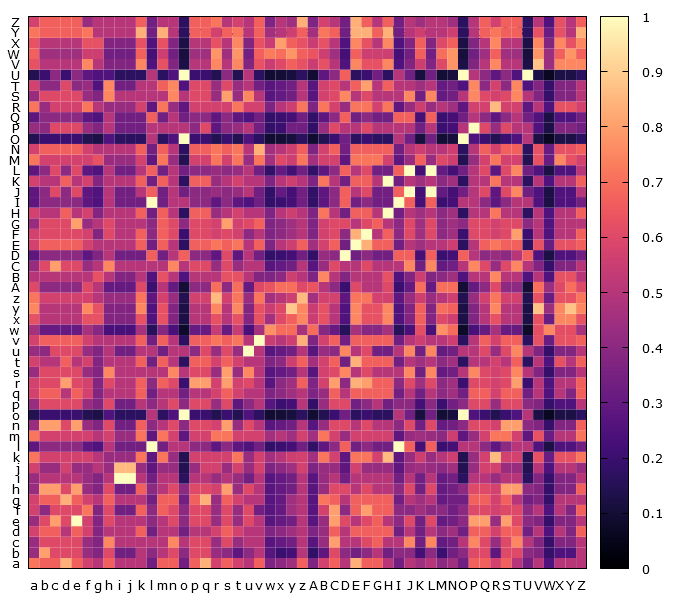 Z
Y
X
W
V
U
T
S
R
Q
P
O
N
M
L
K
J
I
H
G
F
E
D
C
B
A
z
y
x
w
v
u
t
s
r
q
p
o
n
m
l
k
j
i
h
g
f
e
d
c
b
a
a b c d e f g h i j k l m n o p q r s t u v w x y z A B C D E F G H I J K L M N O P Q R S T U V W X Y Z
1
0.9
0.8
0.7
0.6
0.5
0.4
0.3
0.2
0.1
0